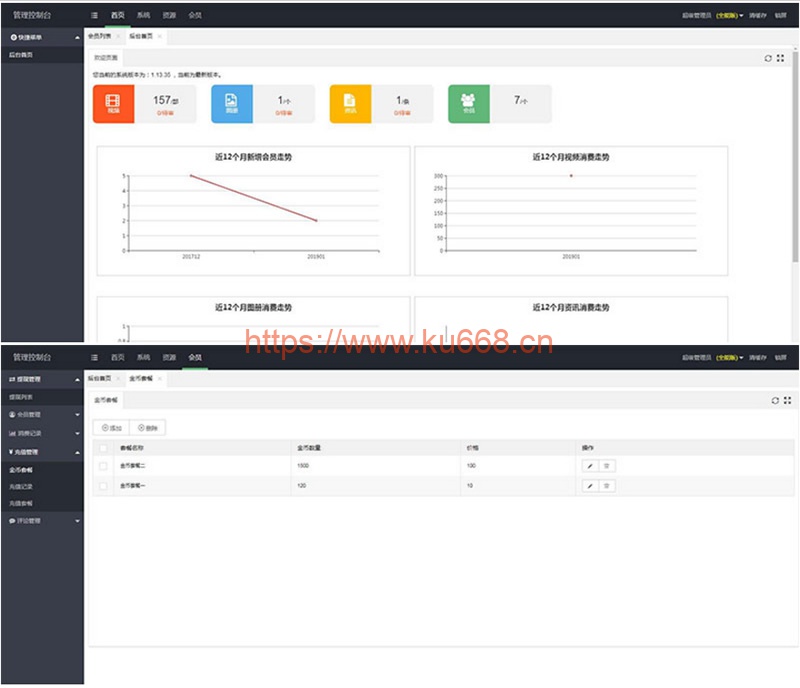 管理控制台 首页 系统 资源 会员 超级管理员 (全部版) 清缓存 锁屏
快捷菜单 会员列表 后台首页
后台首页 欢迎页面
您当前的系统版本为:1.13.30 ,当前为最新版本。
157/部 1/个 1/条 7/个
视频 0/待审 图册 0/待审 资讯 0/待审 会员
近12个月新增会员走势 近12个月视频消费走势
5 4 3 2 1 0
201712 201901
300 250 200 150 100 50 0
201901
近12个月图册消费走势 近12个月资讯消费走势
1
0.8
https://www.ku668.cn
管理控制台 首页 系统 资源 会员 超级管理员 清缓存 锁屏
提现管理 后台首页 金币套餐
提现列表 金币套餐
会员管理
添加 删除
消费记录
套餐名称 金币数量 价格 操作
¥ 充值管理
金币套餐 金币套餐二 1500 100
充值记录 金币套餐一 120 10
充值套餐
评论管理